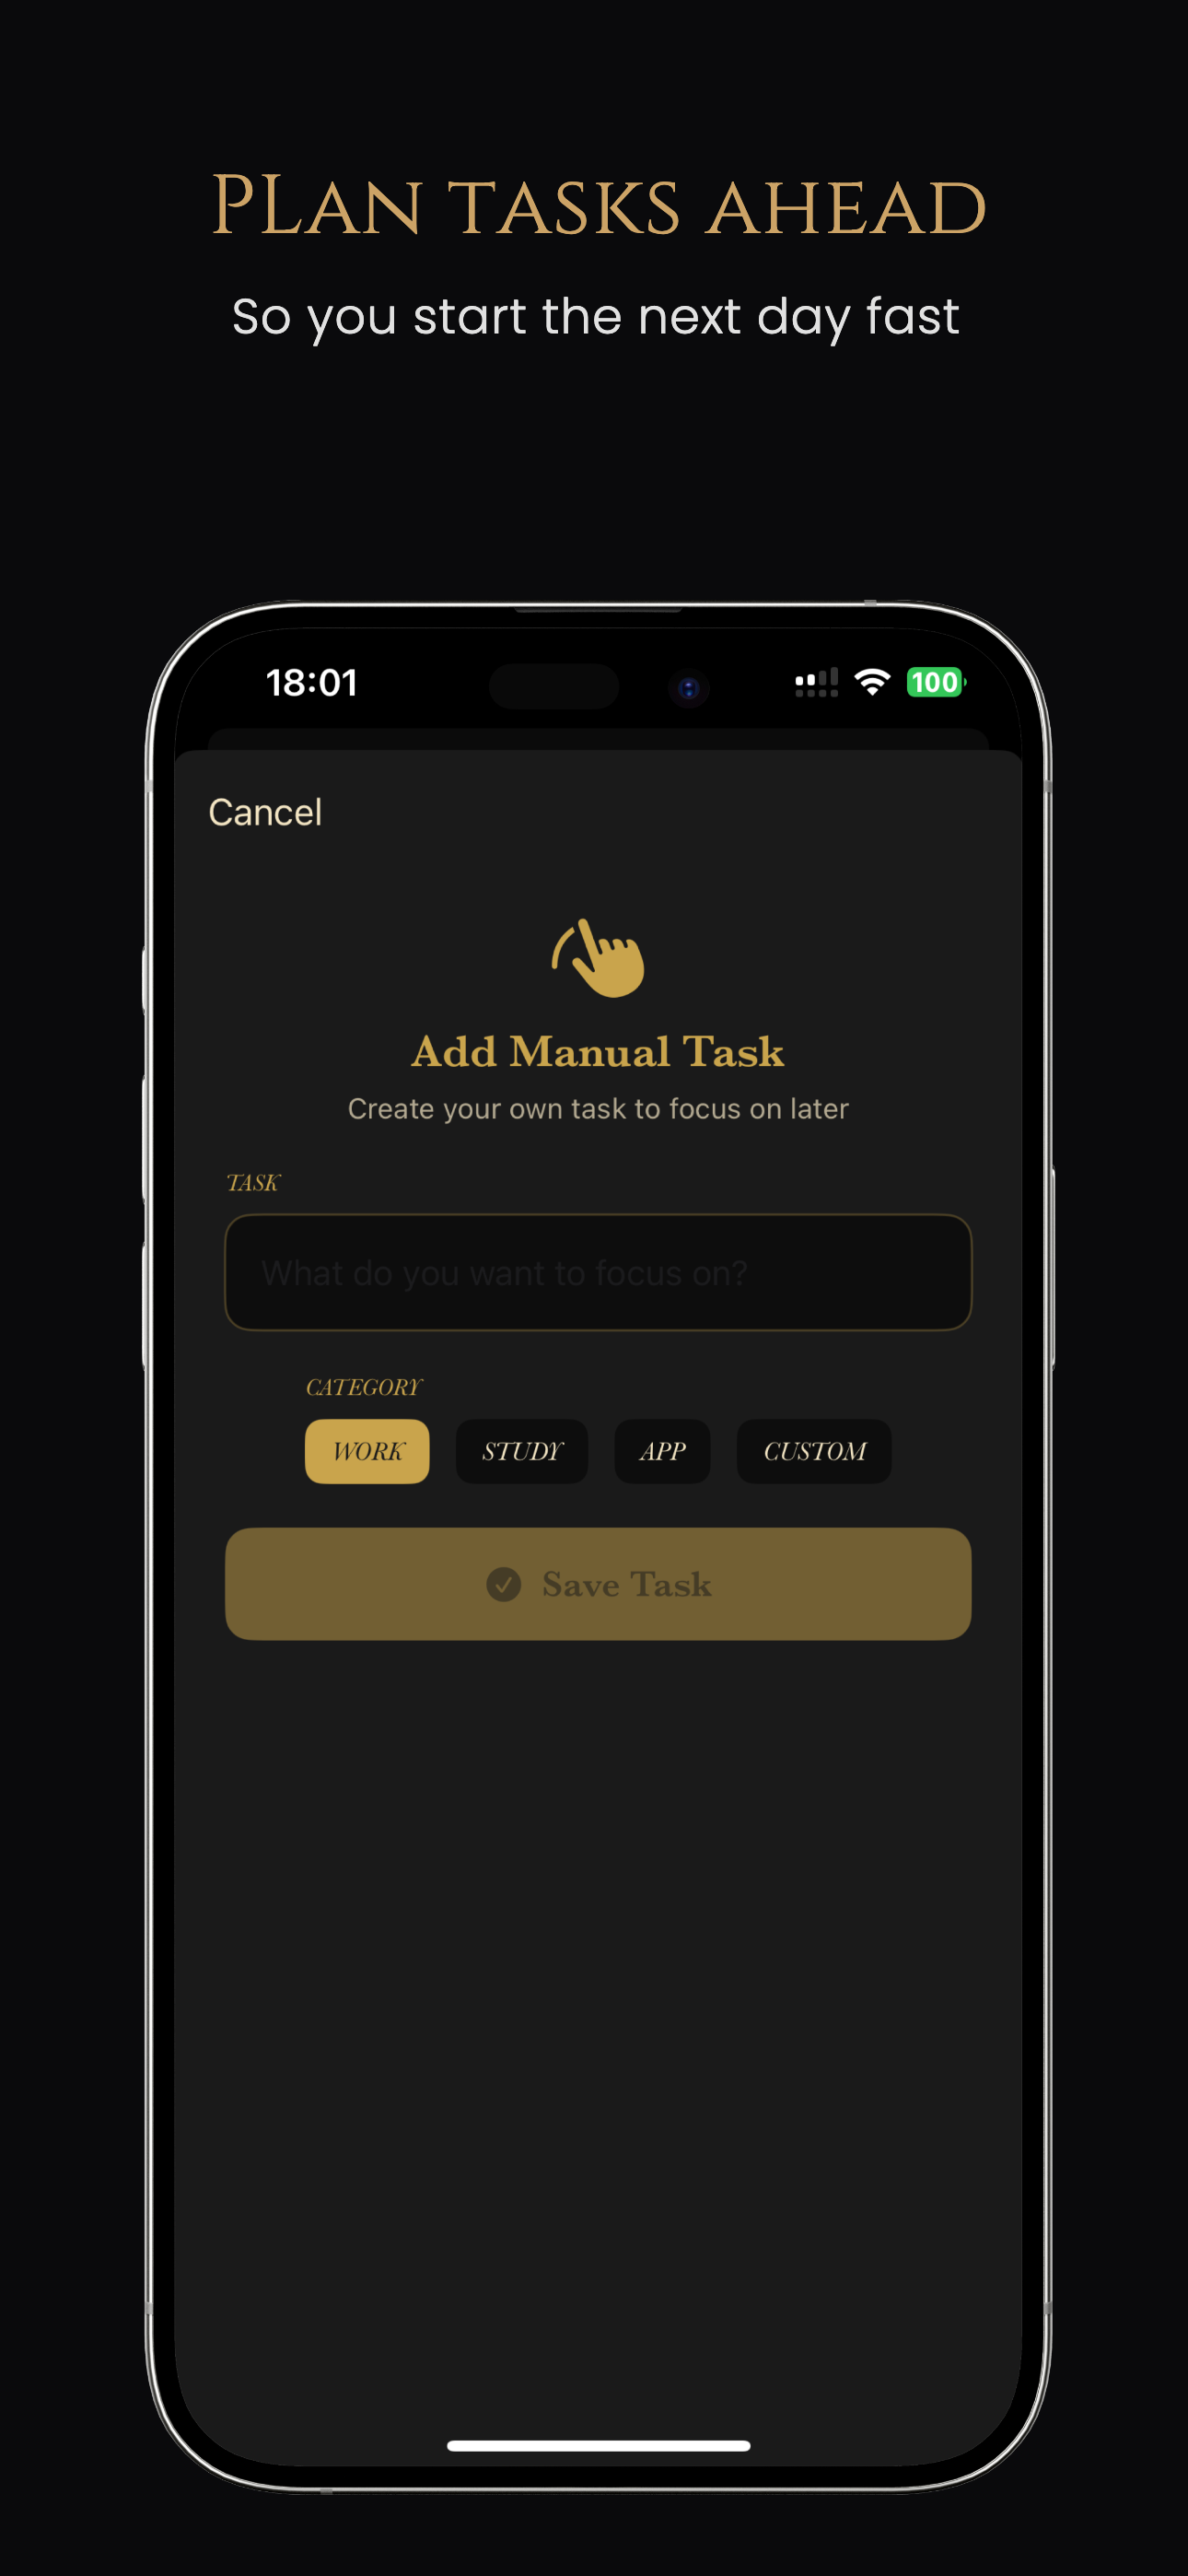 PLAN TASKS AHEAD
So you start the next day fast
18:01
100
Cancel
Add Manual Task
Create your own task to focus on later
TASK
What do you want to focus on?
CATEGORY
WORK STUDY APP CUSTOM
Save Task